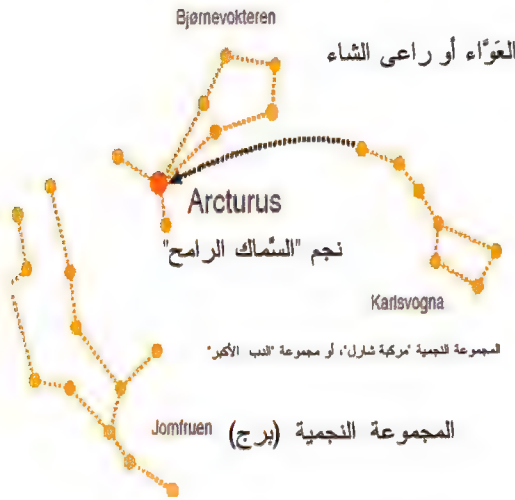 Bjørnevokteren
العَوَّاء أو راعى الشاء
Arcturus
نجم "السَّماك الرامح"
Karlsvogna
المجموعة النجمية "مركبة شارل"، أو مجموعة "الدب الأكبر"
Jomfruen المجموعة النجمية (برج)